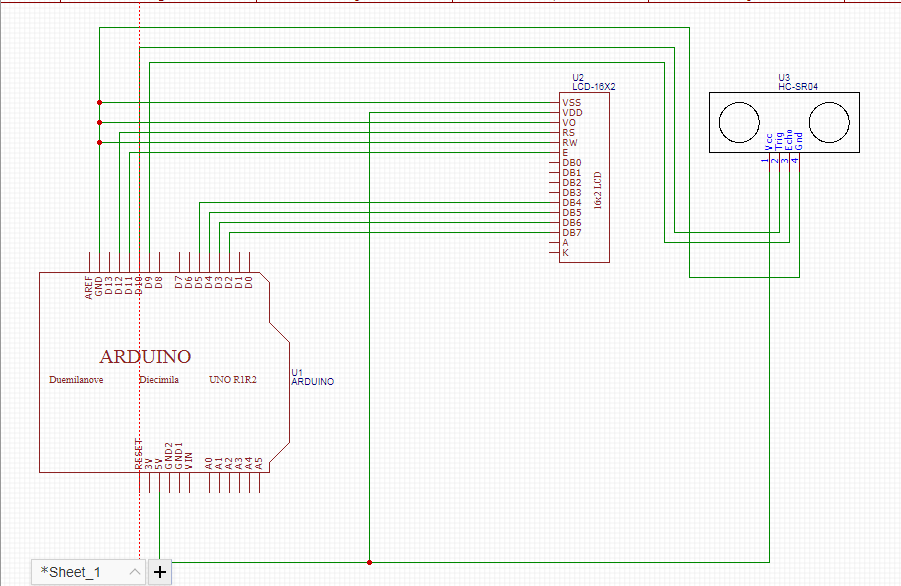 U2
LCD-16X2
VSS
VDD
VO
RS
RW
E
DB0
DB1
DB2
DB3
DB4
DB5
DB6
DB7
A
K
16x2 LCD
U3
HC-SR04
Vcc
Trig
Echo
Gnd
1
2
3
4
AREF
GND
D13
D12
D11
D10
D9
D8
D7
D6
D5
D4
D3
D2
D1
D0
ARDUINO
Duemilanove
Diecimila
UNO R1R2
U1
ARDUINO
RESET
3V
5V
GND2
GND1
VIN
A0
A1
A2
A3
A4
A5
*Sheet_1
+